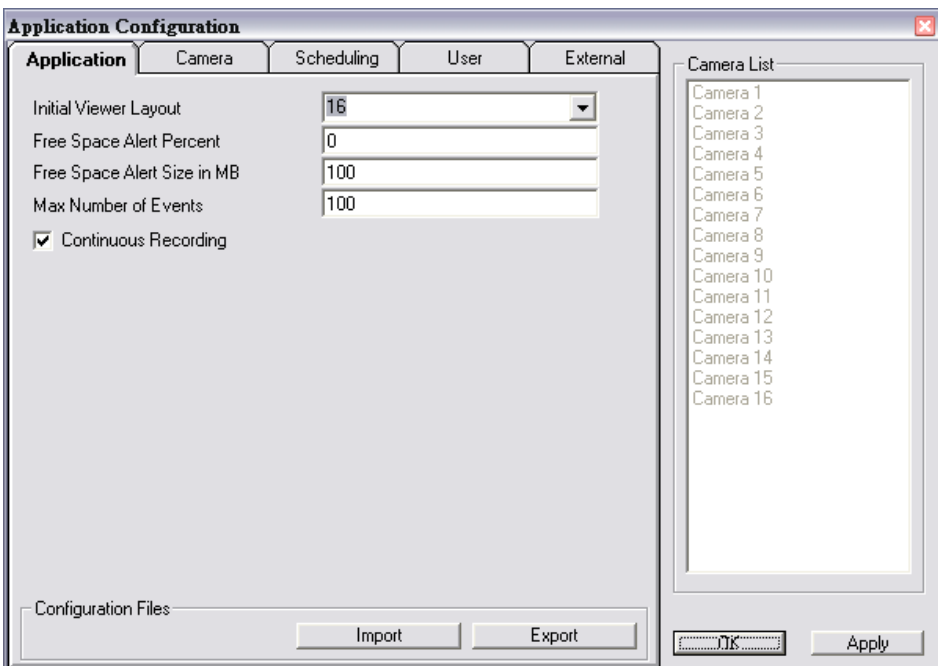 Application Configuration
Application
Camera
Scheduling
User
External
Initial Viewer Layout
16
Free Space Alert Percent
0
Free Space Alert Size in MB
100
Max Number of Events
100
Continuous Recording
Configuration Files
Import
Export
Camera List
Camera 1
Camera 2
Camera 3
Camera 4
Camera 5
Camera 6
Camera 7
Camera 8
Camera 9
Camera 10
Camera 11
Camera 12
Camera 13
Camera 14
Camera 15
Camera 16
OK
Apply